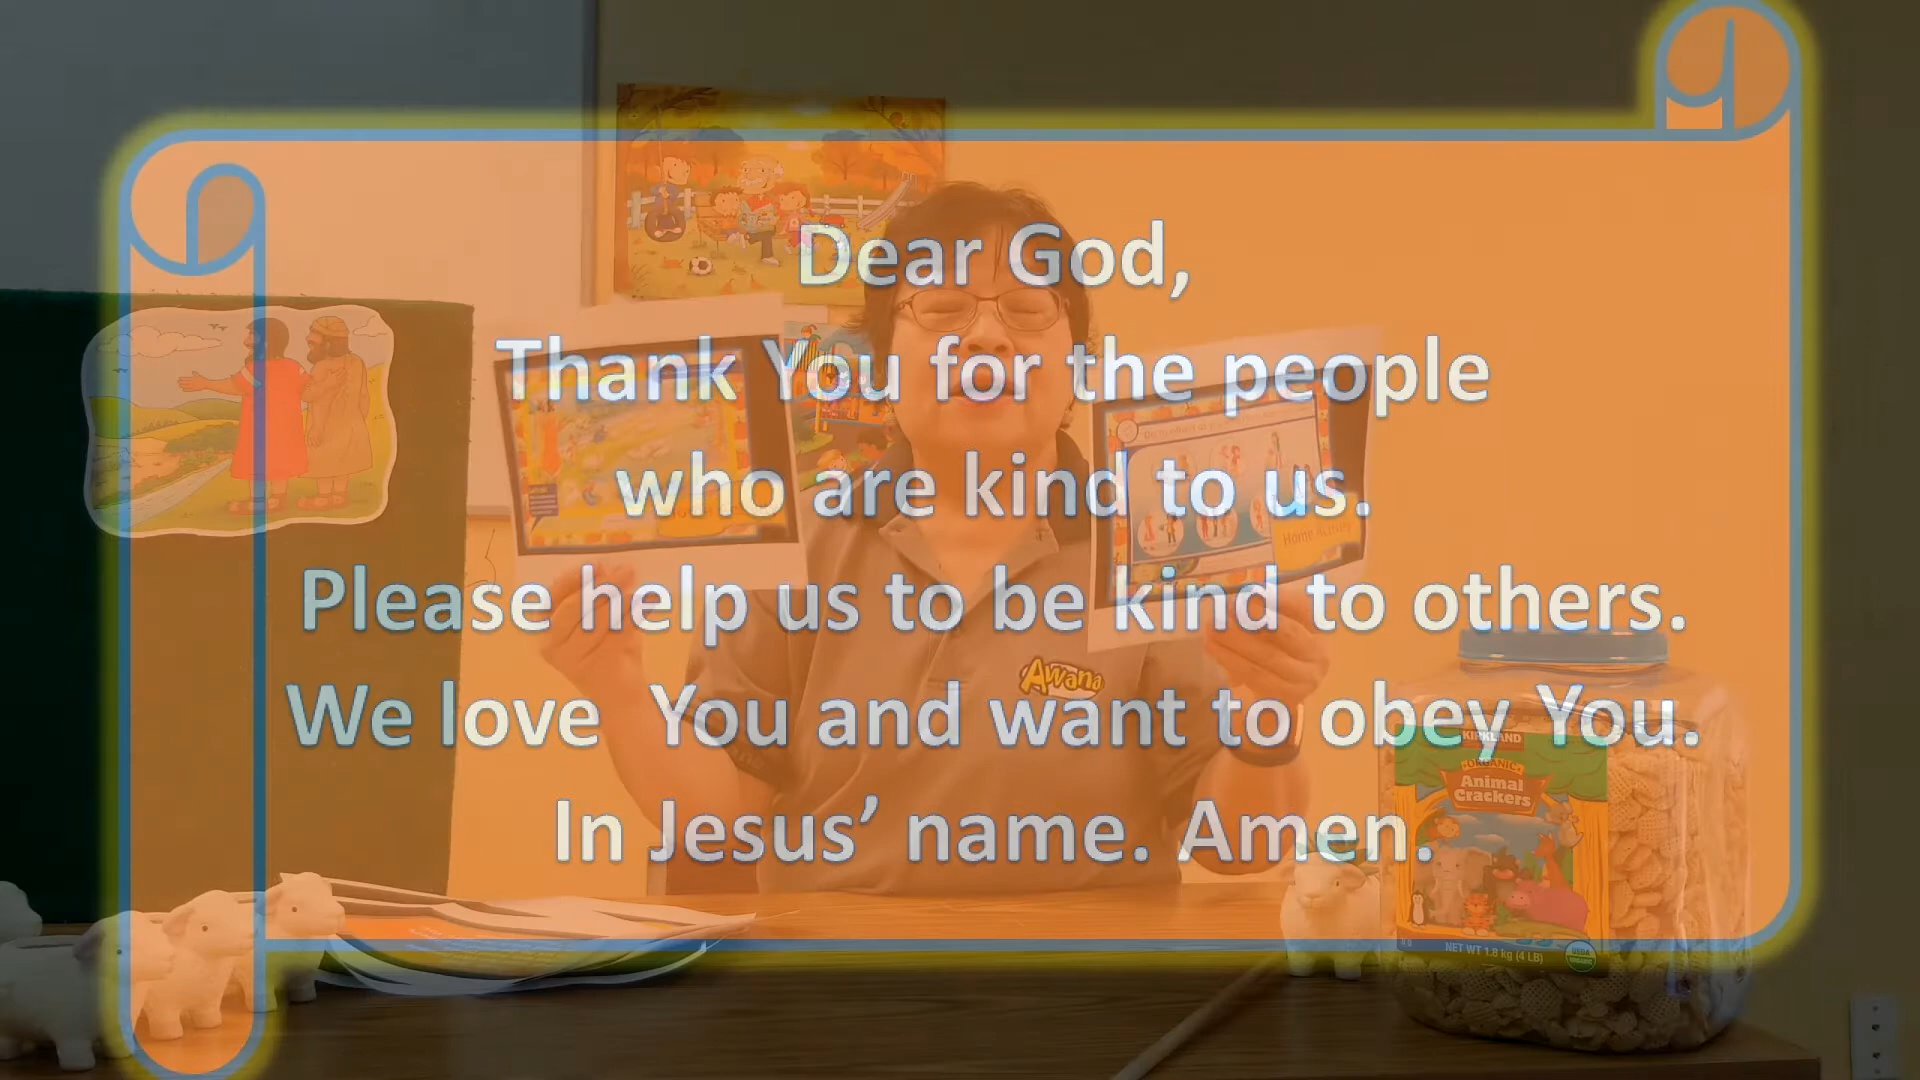 Dear God,
Thank You for the people
who are kind to us.
Please help us to be kind to others.
We love You and want to obey You.
In Jesus’ name. Amen.
Awana
Home Activity
KIRKLAND
ORGANIC
Animal
Crackers
NET WT 1.8 kg (4 LB)
USDA
ORGANIC